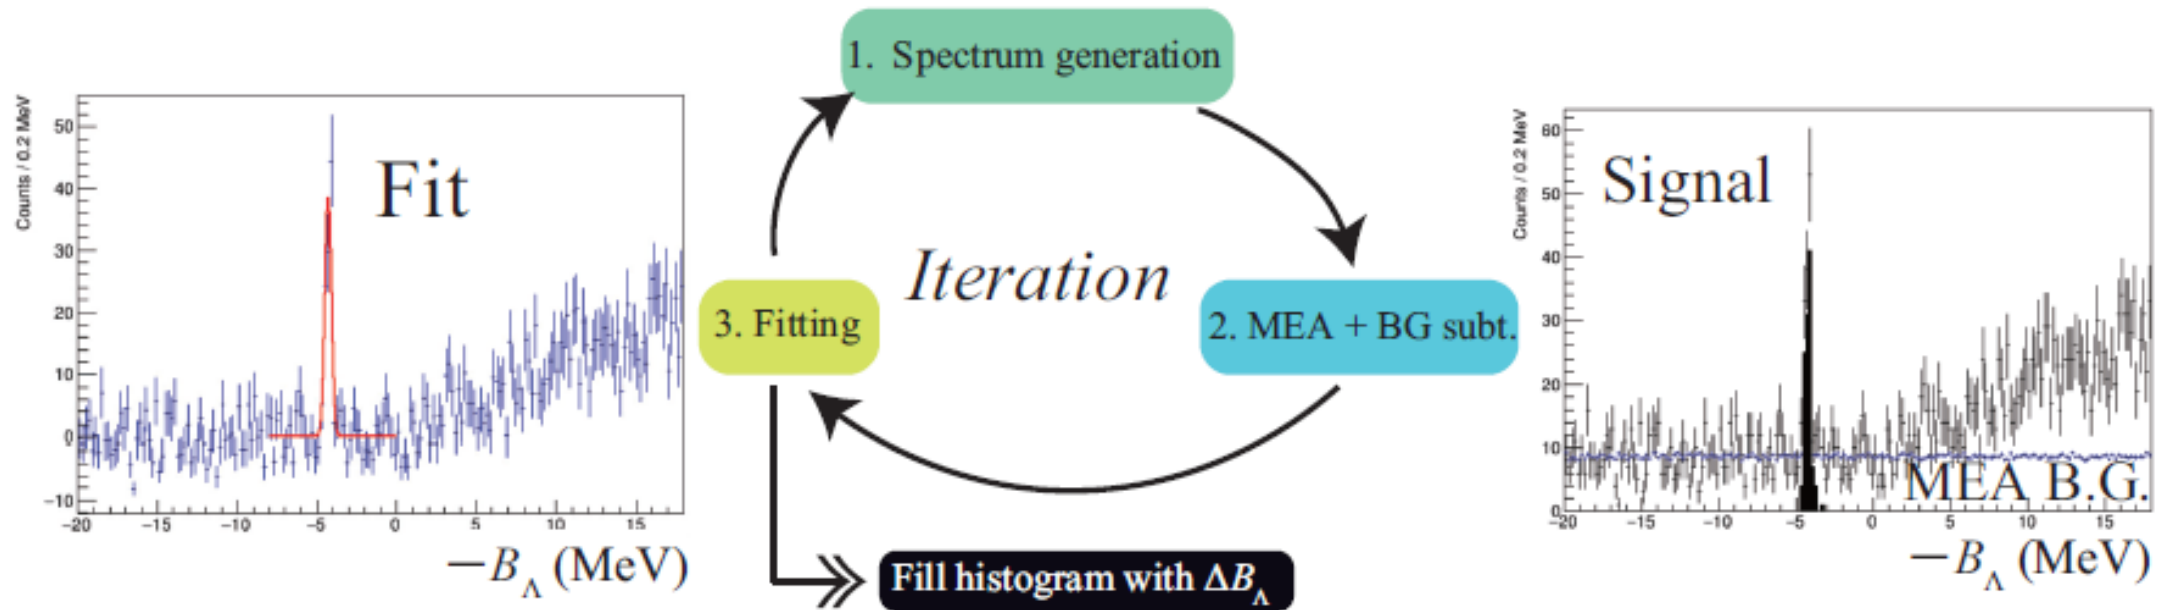 1. Spectrum generation
Counts / 0.2 MeV
50
40
30
20
10
0
−10
−20
−15
−10
−5
0
5
10
15
Fit
−B_Λ (MeV)
Iteration
3. Fitting
2. MEA + BG subt.
Fill histogram with ΔB_Λ
Counts / 0.2 MeV
60
50
40
30
20
10
0
−20
−15
−10
−5
0
5
10
15
Signal
MEA B.G.
−B_Λ (MeV)